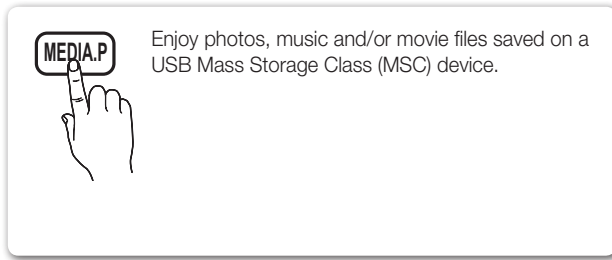 MEDIA.P
Enjoy photos, music and/or movie files saved on a
USB Mass Storage Class (MSC) device.